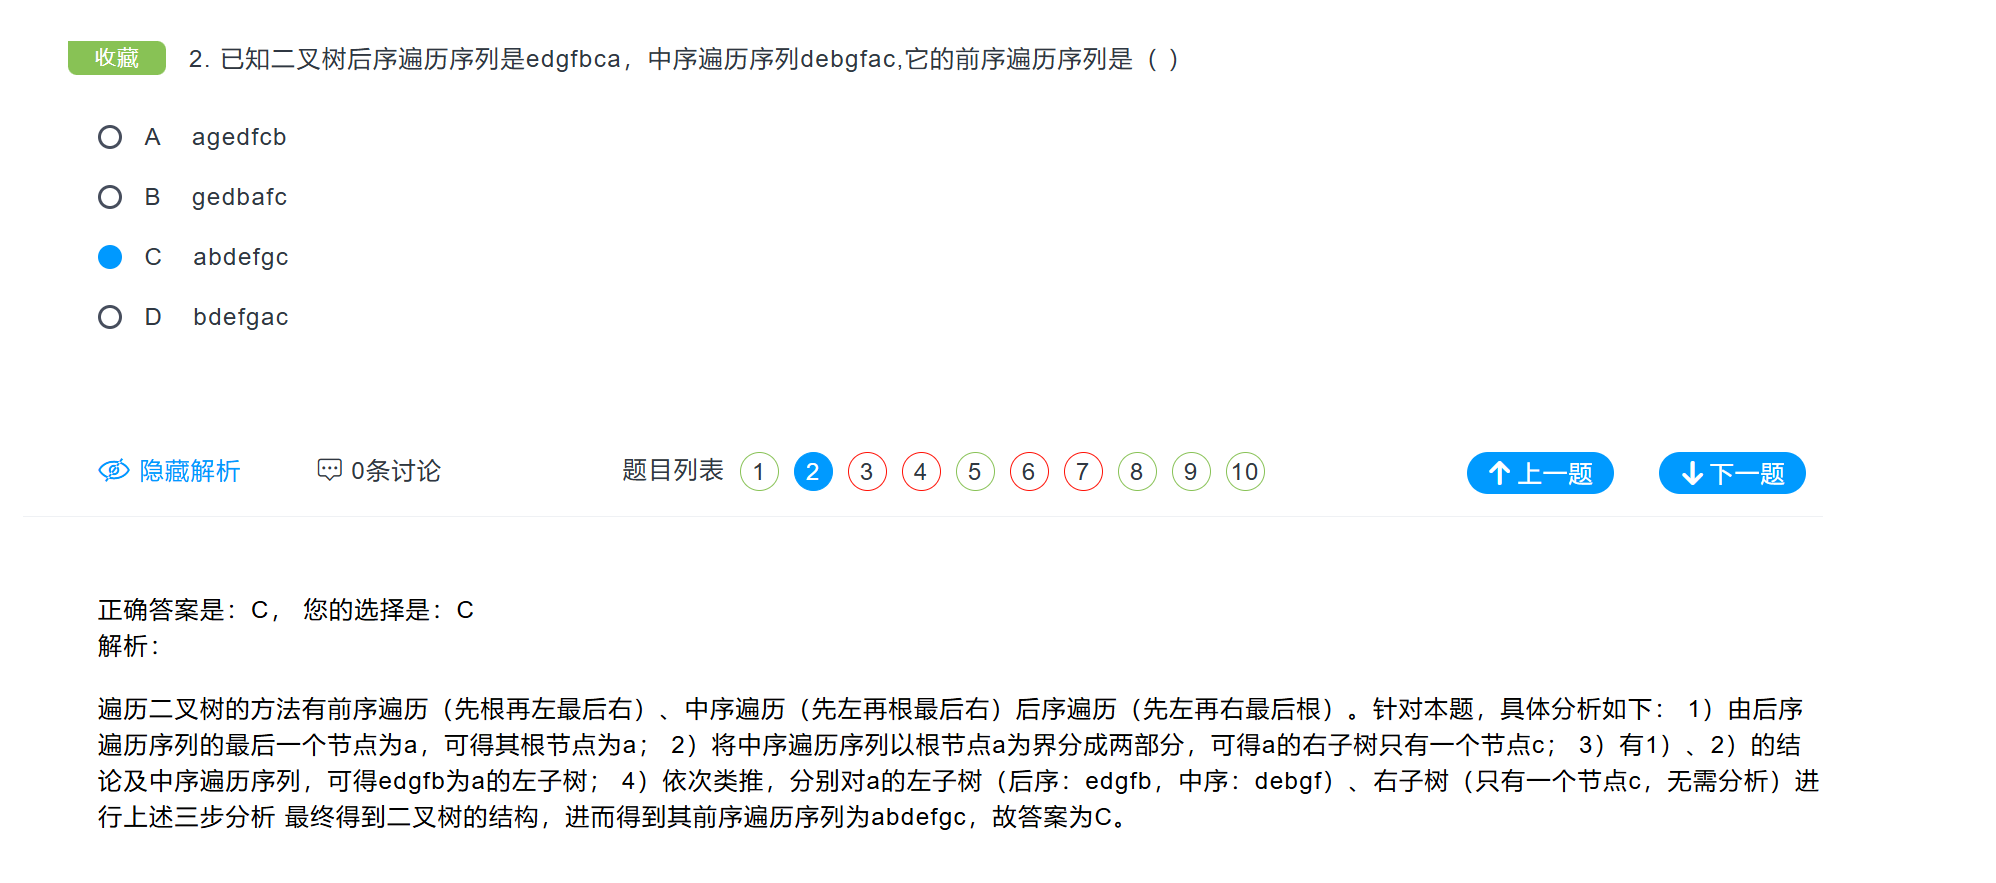 收藏 2. 已知二叉树后序遍历序列是edgfbca，中序遍历序列debgfac,它的前序遍历序列是（ ）
A agedfcb
B gedbafc
C abdefgc
D bdefgac
隐藏解析 0条讨论 题目列表 1 2 3 4 5 6 7 8 9 10 上一题 下一题
正确答案是：C， 您的选择是：C
解析：
遍历二叉树的方法有前序遍历（先根再左最后右）、中序遍历（先左再根最后右）后序遍历（先左再右最后根）。针对本题，具体分析如下： 1）由后序
遍历序列的最后一个节点为a，可得其根节点为a； 2）将中序遍历序列以根节点a为界分成两部分，可得a的右子树只有一个节点c； 3）有1）、2）的结
论及中序遍历序列，可得edgfb为a的左子树； 4）依次类推，分别对a的左子树（后序：edgfb，中序：debgf）、右子树（只有一个节点c，无需分析）进
行上述三步分析 最终得到二叉树的结构，进而得到其前序遍历序列为abdefgc，故答案为C。